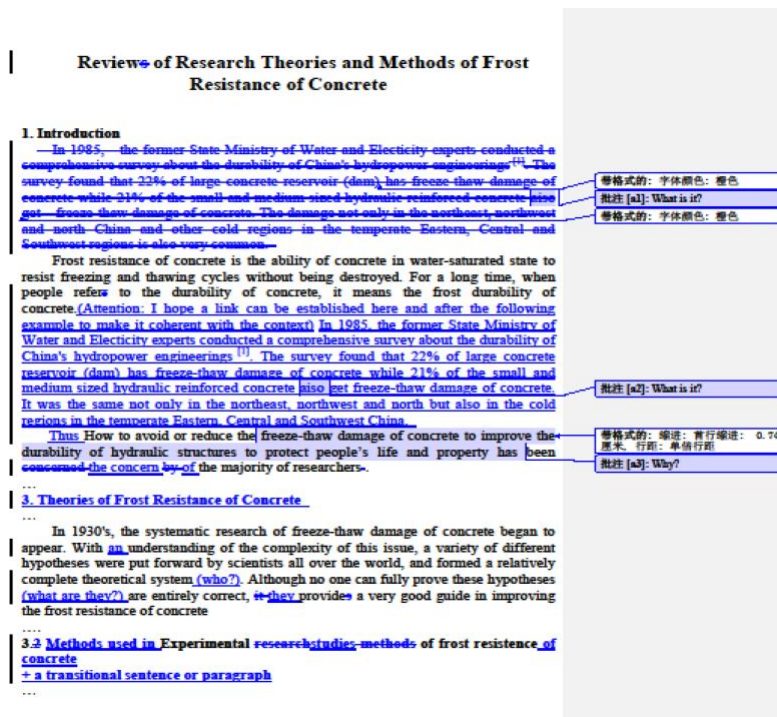 Reviews of Research Theories and Methods of Frost
Resistance of Concrete
1. Introduction
In 1985, the former State Ministry of Water and Electicity experts conducted a
comprehensive survey about the durability of China's hydropower engineerings [1]. The
survey found that 22% of large concrete reservoir (dam) has freeze-thaw damage of
concrete while 21% of the small and medium-sized hydraulic reinforced concrete aiso
get freeze-thaw damage of concrete. The damage not only in the northeast, northwest
and north China and other cold regions in the temperate Eastern, Central and
Southwest regions is also very common.
Frost resistance of concrete is the ability of concrete in water-saturated state to
resist freezing and thawing cycles without being destroyed. For a long time, when
people refers to the durability of concrete, it means the frost durability of
concrete.(Attention: I hope a link can be established here and after the following
example to make it coherent with the context) In 1985, the former State Ministry of
Water and Electicity experts conducted a comprehensive survey about the durability of
China's hydropower engineerings [1]. The survey found that 22% of large concrete
reservoir (dam) has freeze-thaw damage of concrete while 21% of the small and
medium sized hydraulic reinforced concrete aiso get freeze-thaw damage of concrete.
It was the same not only in the northeast, northwest and north but also in the cold
regions in the temperate Eastern, Central and Southwest China.
Thus How to avoid or reduce the freeze-thaw damage of concrete to improve the
durability of hydraulic structures to protect people's life and property has been
concerned the concern by of the majority of researchers .
...
3. Theories of Frost Resistance of Concrete
...
In 1930's, the systematic research of freeze-thaw damage of concrete began to
appear. With an understanding of the complexity of this issue, a variety of different
hypotheses were put forward by scientists all over the world, and formed a relatively
complete theoretical system (who?). Although no one can fully prove these hypotheses
(what are they?) are entirely correct, it they provides a very good guide in improving
the frost resistance of concrete
....
3.2 Methods used in Experimental researchstudies methods of frost resistence of
concrete
+ a transitional sentence or paragraph
...
带格式的: 字体颜色: 橙色
批注 [a1]: What is it?
带格式的: 字体颜色: 橙色
批注 [a2]: What is it?
带格式的: 缩进: 首行缩进: 0.74
厘米, 行距: 单倍行距
批注 [a3]: Why?